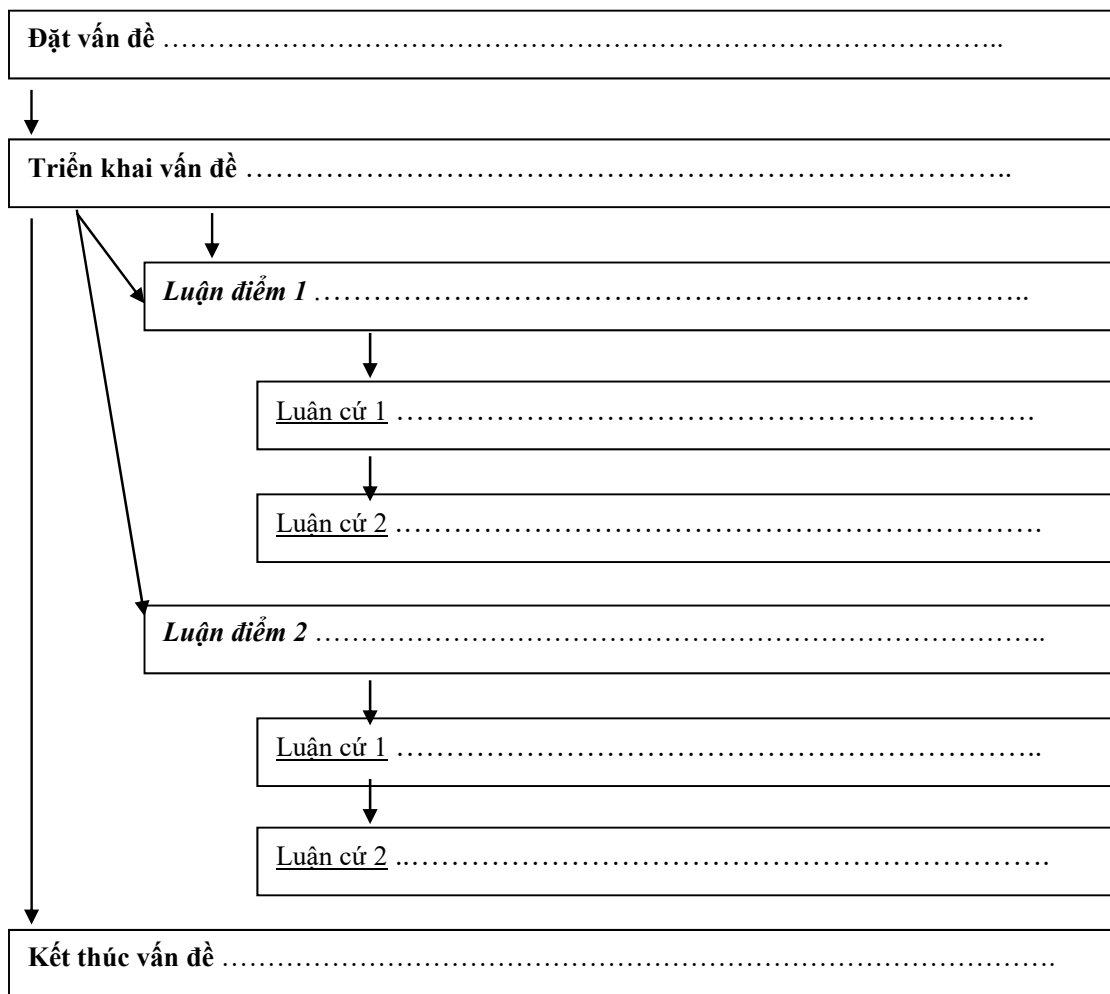 Đặt vấn đề ……………………………………………………………………………..
Triển khai vấn đề ………………………………………………………………………..
Luận điểm 1 ……………………………………………………………………..
Luận cứ 1 …………………………………………………………….
Luận cứ 2 …………………………………………………………….
Luận điểm 2 ……………………………………………………………………..
Luận cứ 1 ……………………………………………………………..
Luận cứ 2 ..…………………………………………………………….
Kết thúc vấn đề ……………………………………………………………………………….